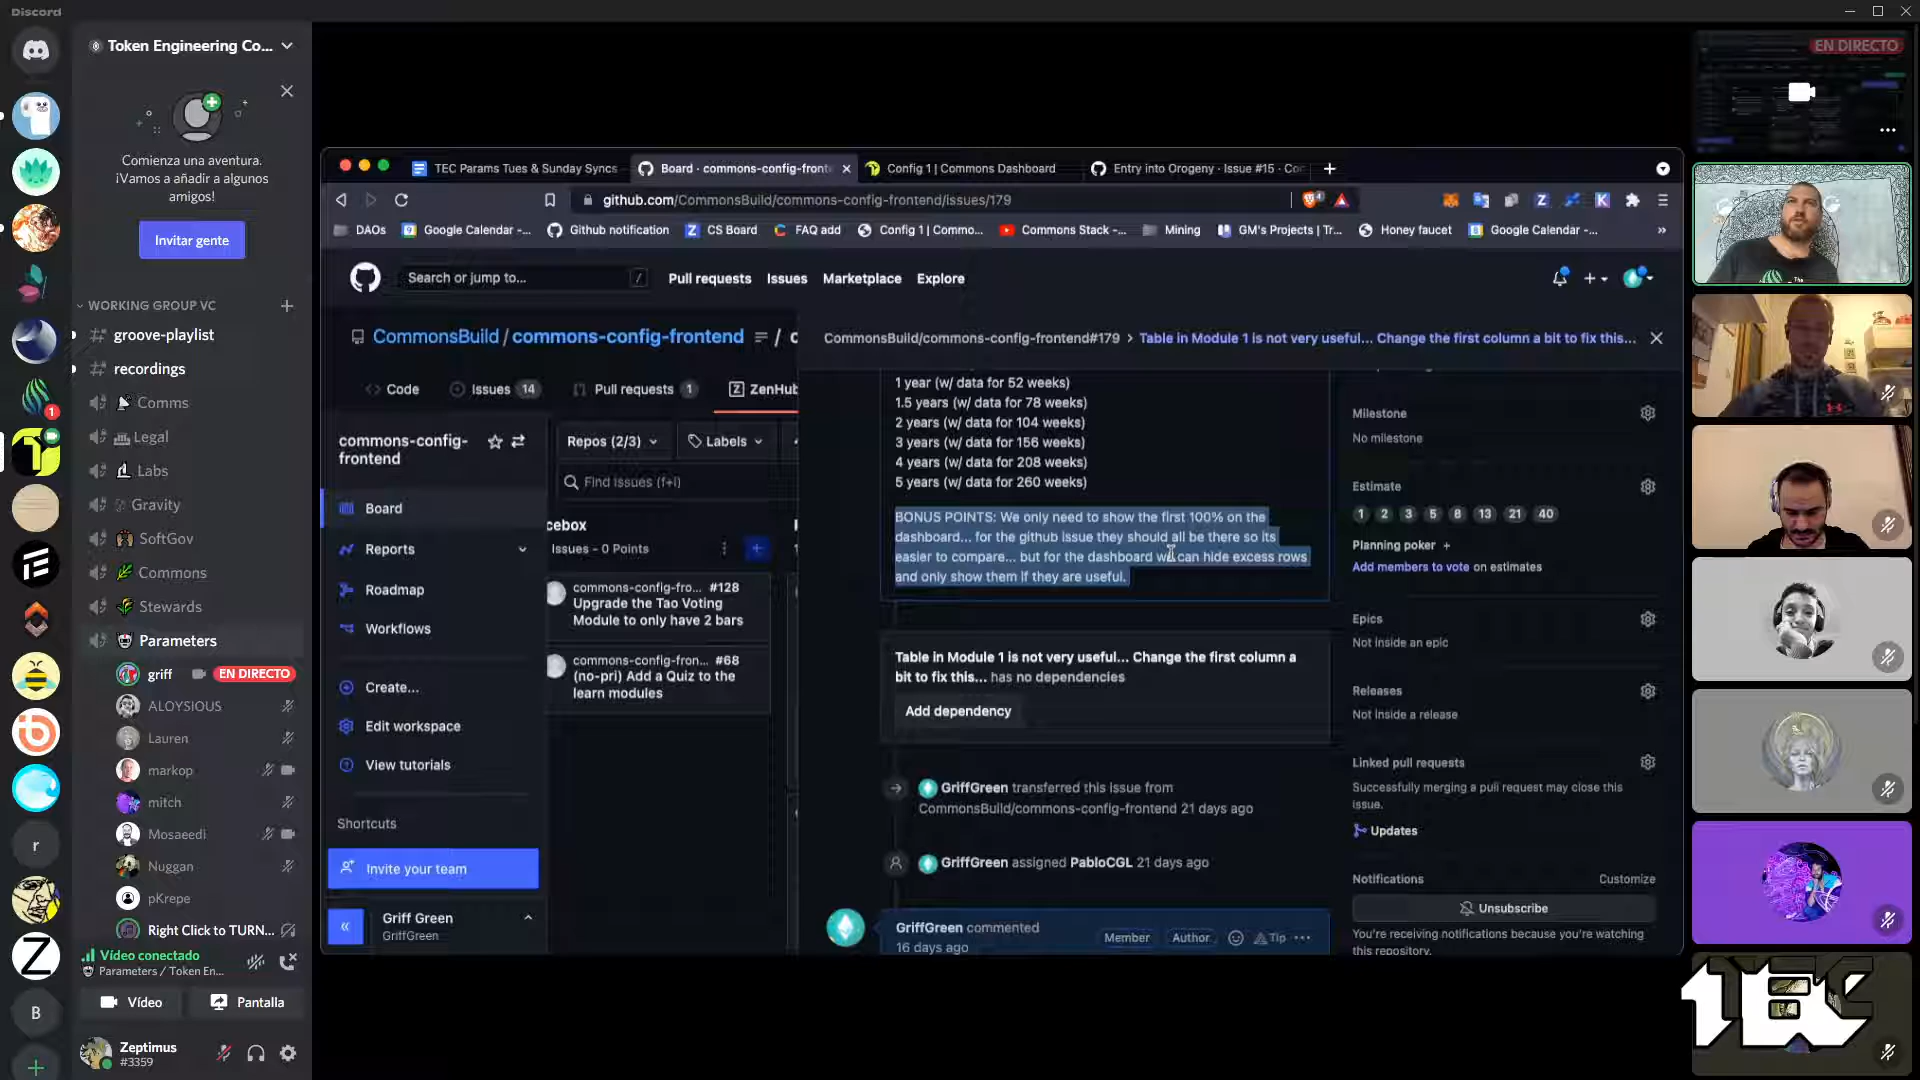 Discord
Token Engineering Co...
Comienza una aventura.
¡Vamos a añadir a algunos
amigos!
Invitar gente
WORKING GROUP VC
groove-playlist
recordings
Comms
Legal
Labs
Gravity
SoftGov
Commons
Stewards
Parameters
griff
EN DIRECTO
ALOYSIOUS
Lauren
markop
mitch
Mosaeedi
Nuggan
pKrepe
Right Click to TURN...
Vídeo conectado
Parameters / Token En...
Vídeo
Pantalla
Zeptimus
#3359
1
r
Z
B
TEC Params Tues & Sunday Syncs
Board · commons-config-front
Config 1 | Commons Dashboard
Entry into Orogeny · Issue #15 · Co
github.com/CommonsBuild/commons-config-frontend/issues/179
DAOs
Google Calendar -...
Github notification
CS Board
FAQ add
Config 1 | Commo...
Commons Stack -...
Mining
GM's Projects | Tr...
Honey faucet
Google Calendar -...
Search or jump to...
/
Pull requests
Issues
Marketplace
Explore
CommonsBuild / commons-config-frontend
/ c
Code
Issues 14
Pull requests 1
ZenHub
commons-config-
frontend
Repos (2/3)
Labels
Find Issues (f+i)
Board
Reports
Roadmap
Workflows
Create...
Edit workspace
View tutorials
Shortcuts
Invite your team
Griff Green
GriffGreen
cebox
Issues - 0 Points
commons-config-fro... #128
Upgrade the Tao Voting
Module to only have 2 bars
commons-config-fron... #68
(no-pri) Add a Quiz to the
learn modules
CommonsBuild/commons-config-frontend#179 > Table in Module 1 is not very useful... Change the first column a bit to fix this...
1 year (w/ data for 52 weeks)
1.5 years (w/ data for 78 weeks)
2 years (w/ data for 104 weeks)
3 years (w/ data for 156 weeks)
4 years (w/ data for 208 weeks)
5 years (w/ data for 260 weeks)
BONUS POINTS: We only need to show the first 100% on the
dashboard... for the github issue they should all be there so its
easier to compare... but for the dashboard we can hide excess rows
and only show them if they are useful.
Table in Module 1 is not very useful... Change the first column a
bit to fix this... has no dependencies
Add dependency
GriffGreen transferred this issue from
CommonsBuild/commons-config-frontend 21 days ago
GriffGreen assigned PabloCGL 21 days ago
GriffGreen commented
16 days ago
Member
Author
Tip
Milestone
No milestone
Estimate
1 2 3 5 8 13 21 40
Planning poker +
Add members to vote on estimates
Epics
Not inside an epic
Releases
Not inside a release
Linked pull requests
Successfully merging a pull request may close this
issue.
Updates
Notifications
Customize
Unsubscribe
You're receiving notifications because you're watching
this repository.
EN DIRECTO
TEC